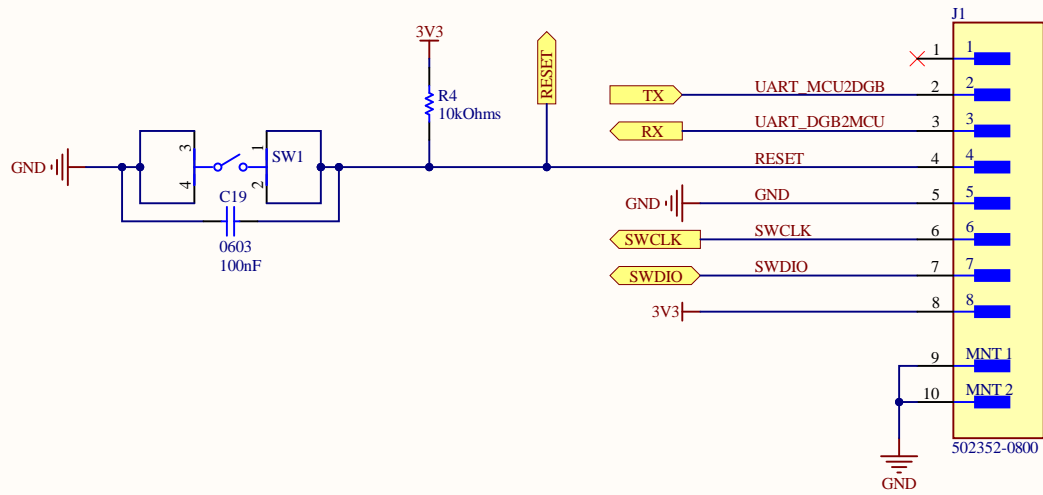 J1
3V3
RESET
1
1
R4
10kOhms
TX
UART_MCU2DGB
2
2
RX
UART_DGB2MCU
3
3
GND
3
4
1
2
SW1
RESET
4
4
C19
0603
100nF
GND
GND
5
5
SWCLK
SWCLK
6
6
SWDIO
SWDIO
7
7
3V3
8
8
9
MNT 1
10
MNT 2
502352-0800
GND